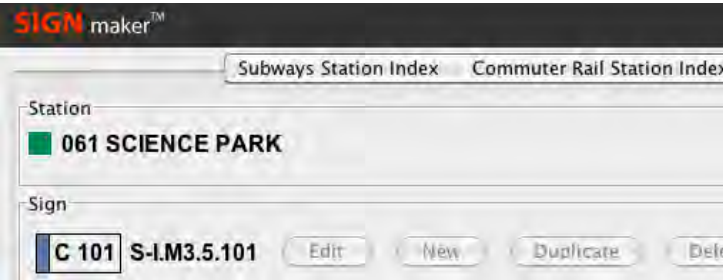 SIGN maker™
Subways Station Index Commuter Rail Station Index
Station
061 SCIENCE PARK
Sign
C 101 S-I.M3.5.101 Edit New Duplicate